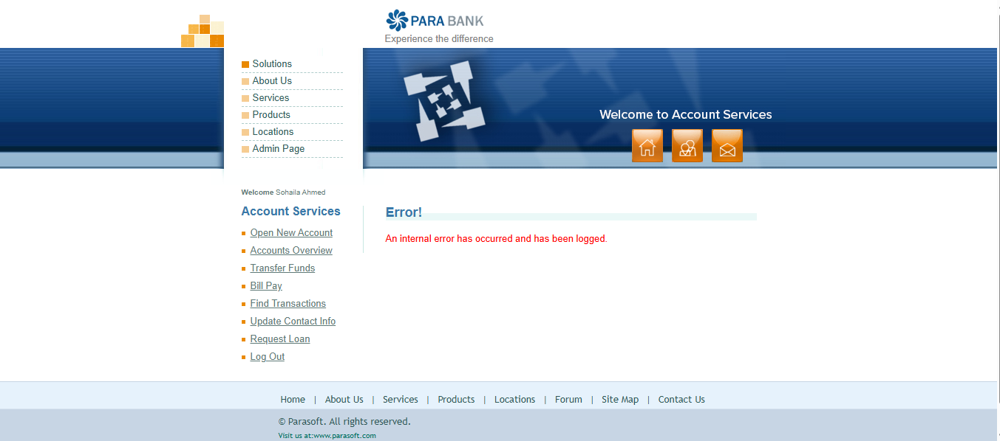 PARA BANK
Experience the difference
Solutions
About Us
Services
Products
Locations
Admin Page
Welcome to Account Services
Welcome Sohaila Ahmed
Account Services
Open New Account
Accounts Overview
Transfer Funds
Bill Pay
Find Transactions
Update Contact Info
Request Loan
Log Out
Error!
An internal error has occurred and has been logged.
Home | About Us | Services | Products | Locations | Forum | Site Map | Contact Us
© Parasoft. All rights reserved.
Visit us at:www.parasoft.com